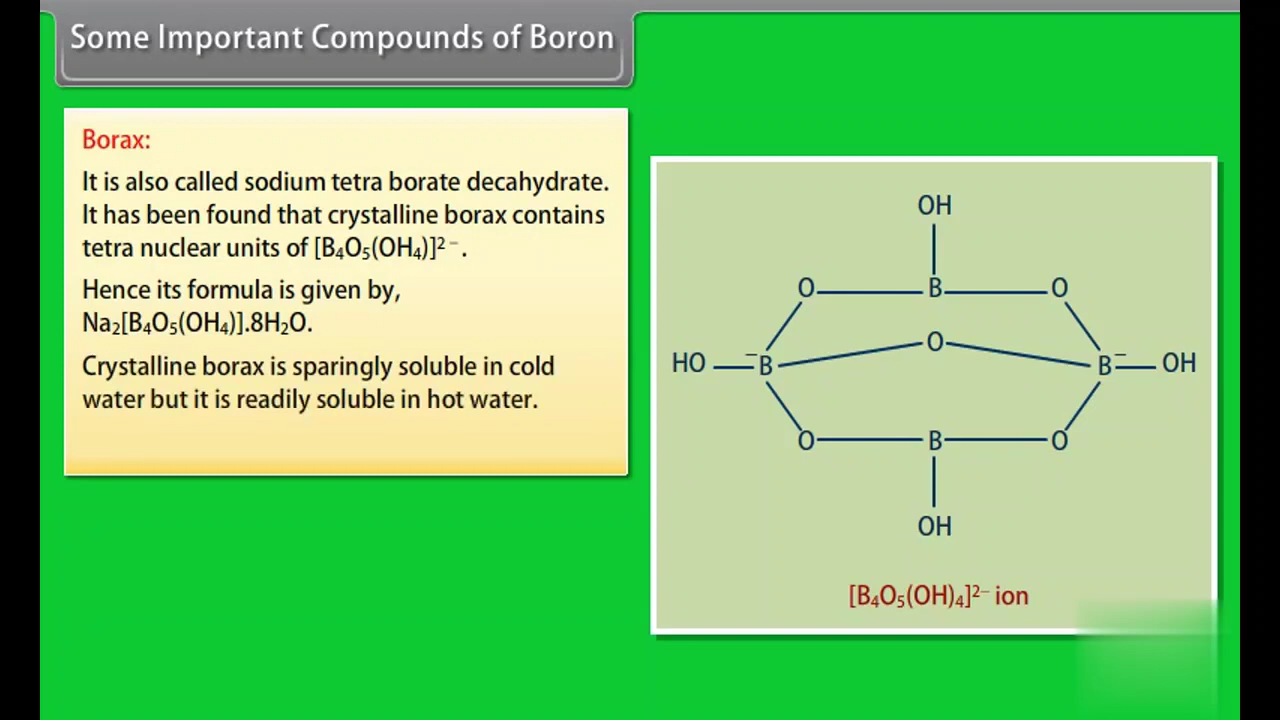 Some Important Compounds of Boron
Borax:
It is also called sodium tetra borate decahydrate.
It has been found that crystalline borax contains
tetra nuclear units of [B₄O₅(OH₄)]²⁻.
Hence its formula is given by,
Na₂[B₄O₅(OH₄)].8H₂O.
Crystalline borax is sparingly soluble in cold
water but it is readily soluble in hot water.
OH
O B O
O
HO ⁻B B⁻ OH
O B O
OH
[B₄O₅(OH)₄]²⁻ ion